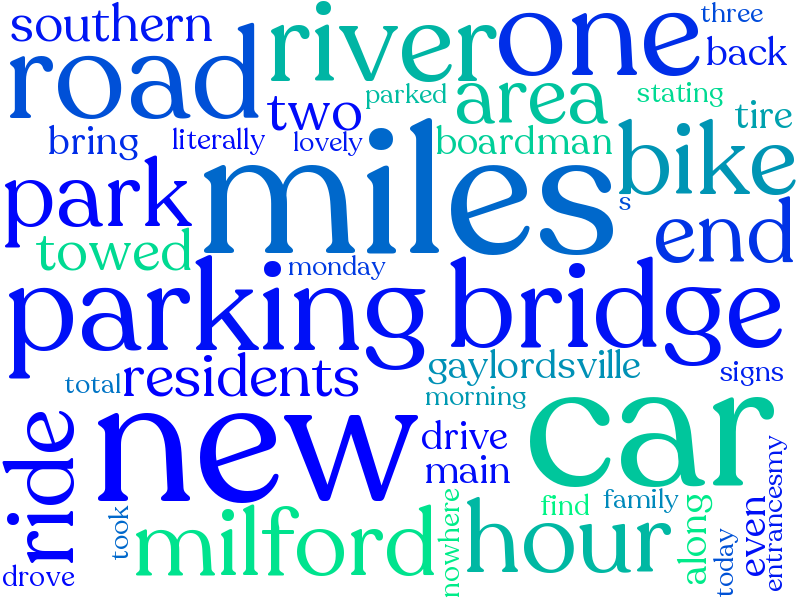 southern
river
one
three
back
road
two
parked
area
stating
tire
bring
literally
lovely
boardman
bike
park
miles
s
end
towed
monday
parking
bridge
total
residents
gaylordsville
signs
morning
new
car
drive
main
ride
took
milford
nowhere
hour
find
family
along
today
even
entrances
my
drove